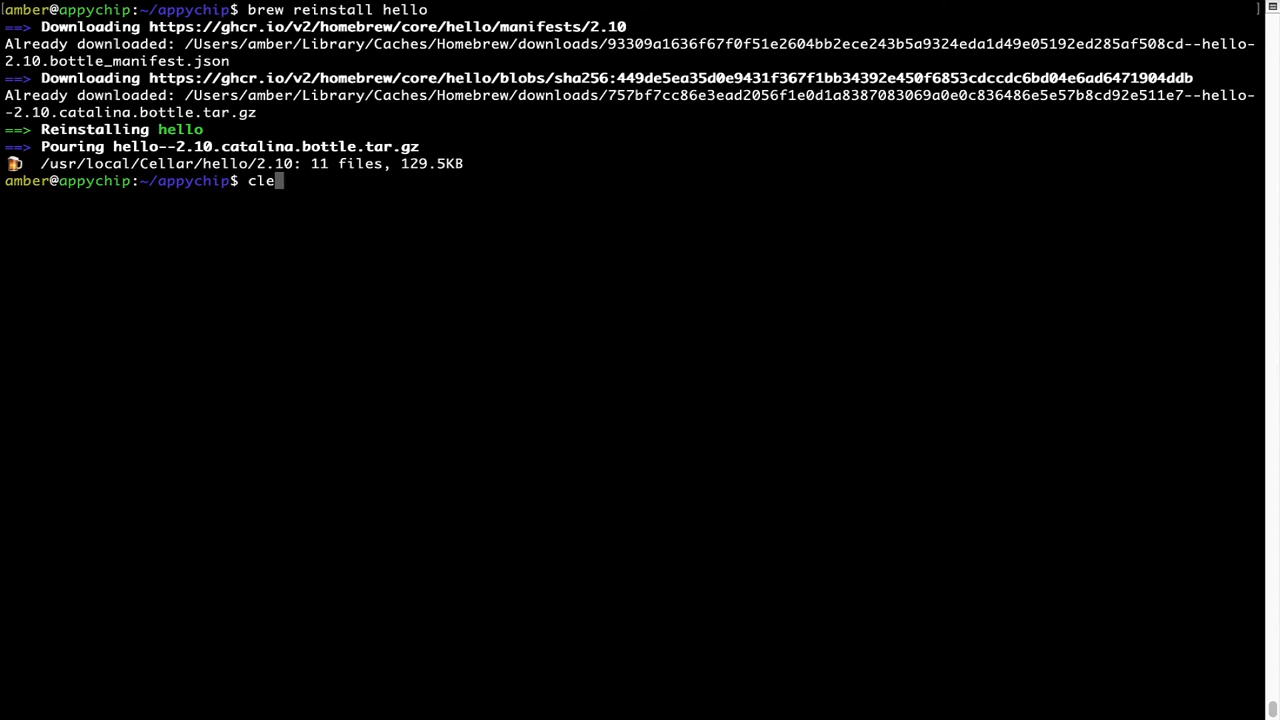 amber@appychip:~/appychip$ brew reinstall hello
==> Downloading https://ghcr.io/v2/homebrew/core/hello/manifests/2.10
Already downloaded: /Users/amber/Library/Caches/Homebrew/downloads/93309a1636f67f0f51e2604bb2ece243b5a9324eda1d49e05192ed285af508cd--hello-
2.10.bottle_manifest.json
==> Downloading https://ghcr.io/v2/homebrew/core/hello/blobs/sha256:449de5ea35d0e9431f367f1bb34392e450f6853cdccdc6bd04e6ad6471904ddb
Already downloaded: /Users/amber/Library/Caches/Homebrew/downloads/757bf7cc86e3ead2056f1e0d1a8387083069a0e0c836486e5e57b8cd92e511e7--hello-
-2.10.catalina.bottle.tar.gz
==> Reinstalling hello
==> Pouring hello--2.10.catalina.bottle.tar.gz
/usr/local/Cellar/hello/2.10: 11 files, 129.5KB
amber@appychip:~/appychip$ cle